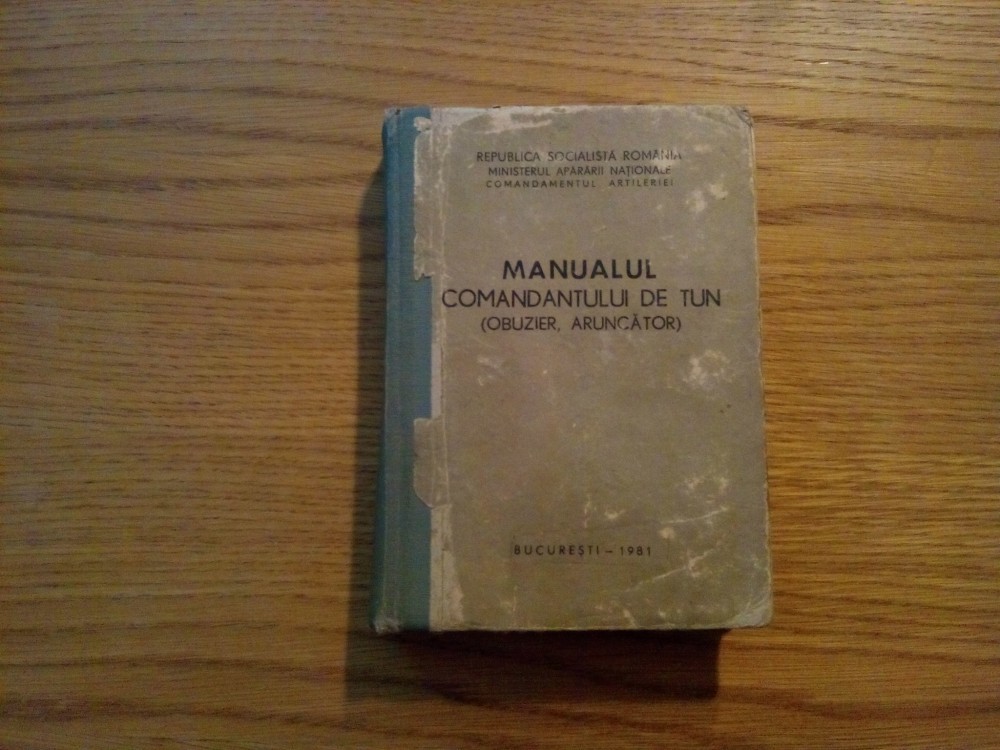 REPUBLICA SOCIALISTĂ ROMÂNIA
MINISTERUL APĂRĂRII NAȚIONALE
COMANDAMENTUL ARTILERIEI
MANUALUL
COMANDANTULUI DE TUN
(OBUZIER, ARUNCĂTOR)
BUCUREȘTI – 1981